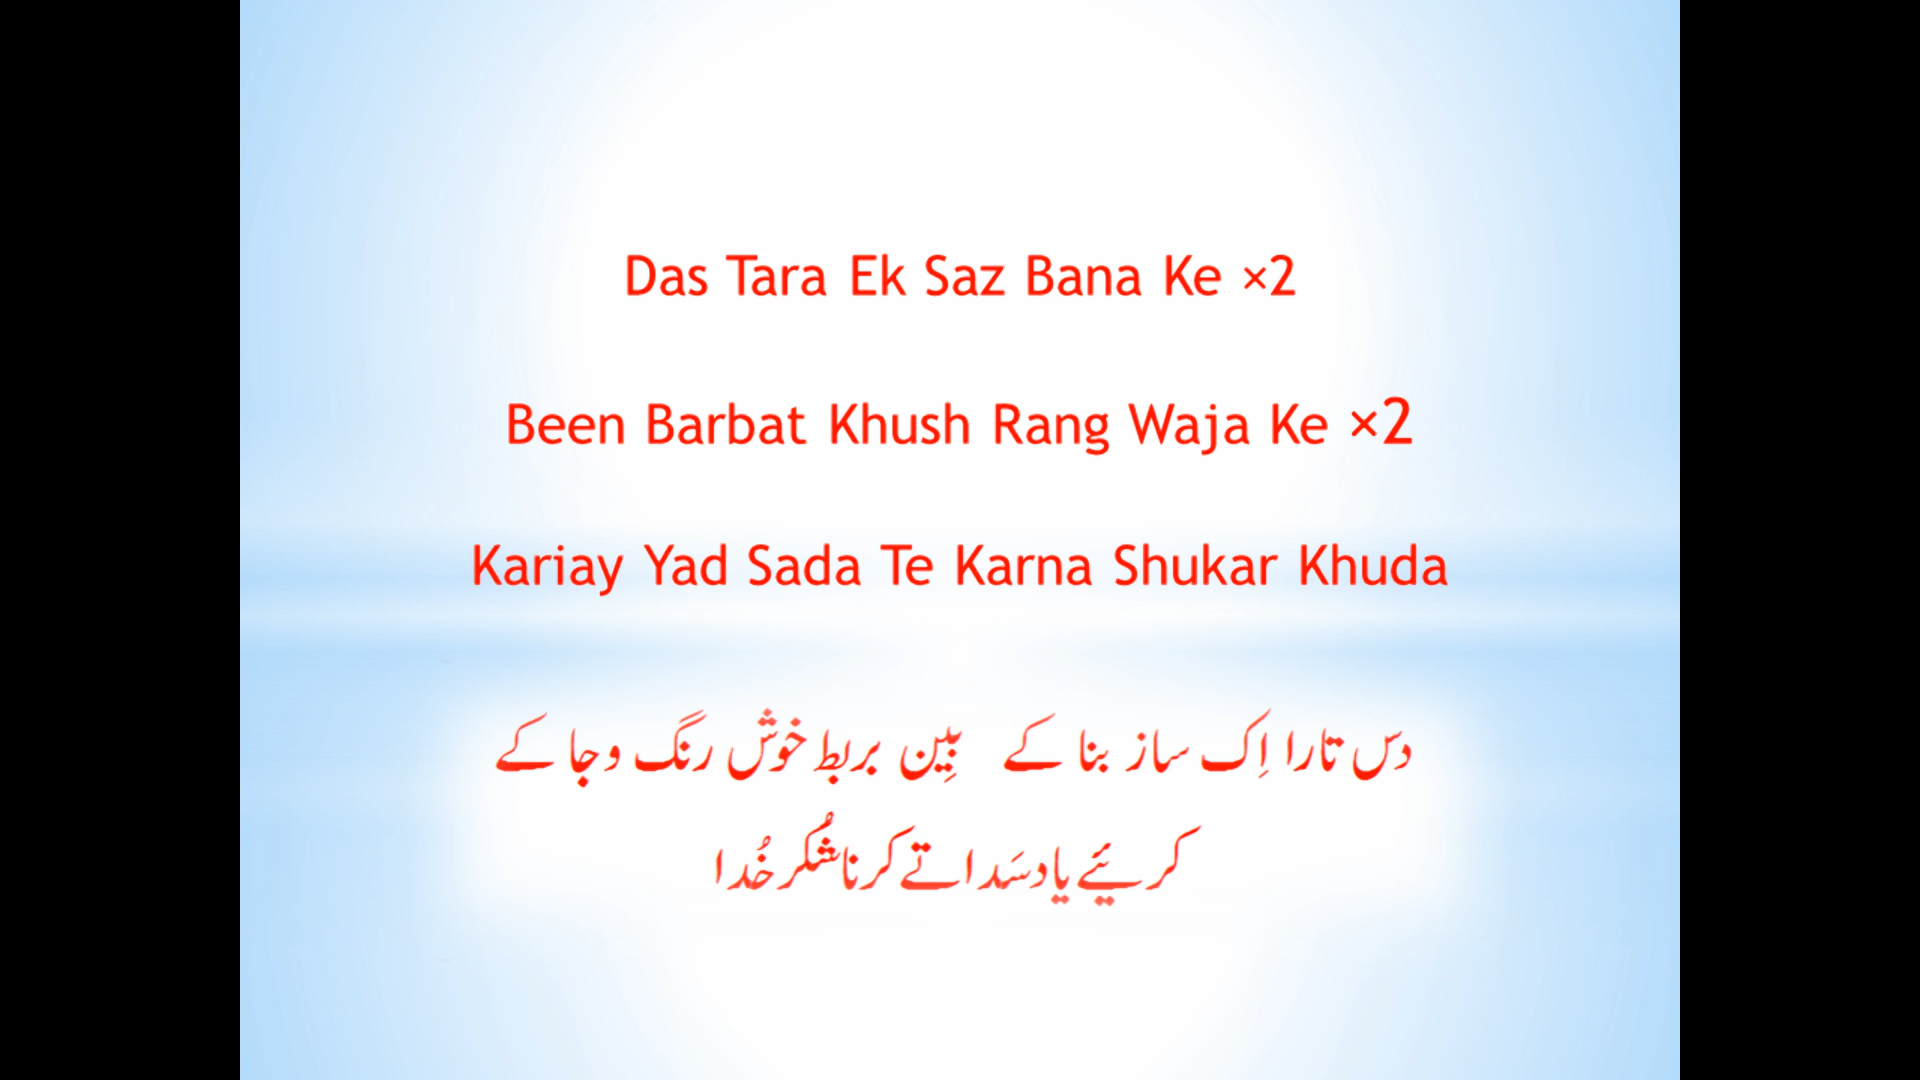 Das Tara Ek Saz Bana Ke ×2
Been Barbat Khush Rang Waja Ke ×2
Kariay Yad Sada Te Karna Shukar Khuda
دس تارا اِک ساز بنا کے بِین بربط خوش رنگ وجا کے
کرئیے یاد سَدا تے کرنا شُکر خُدا